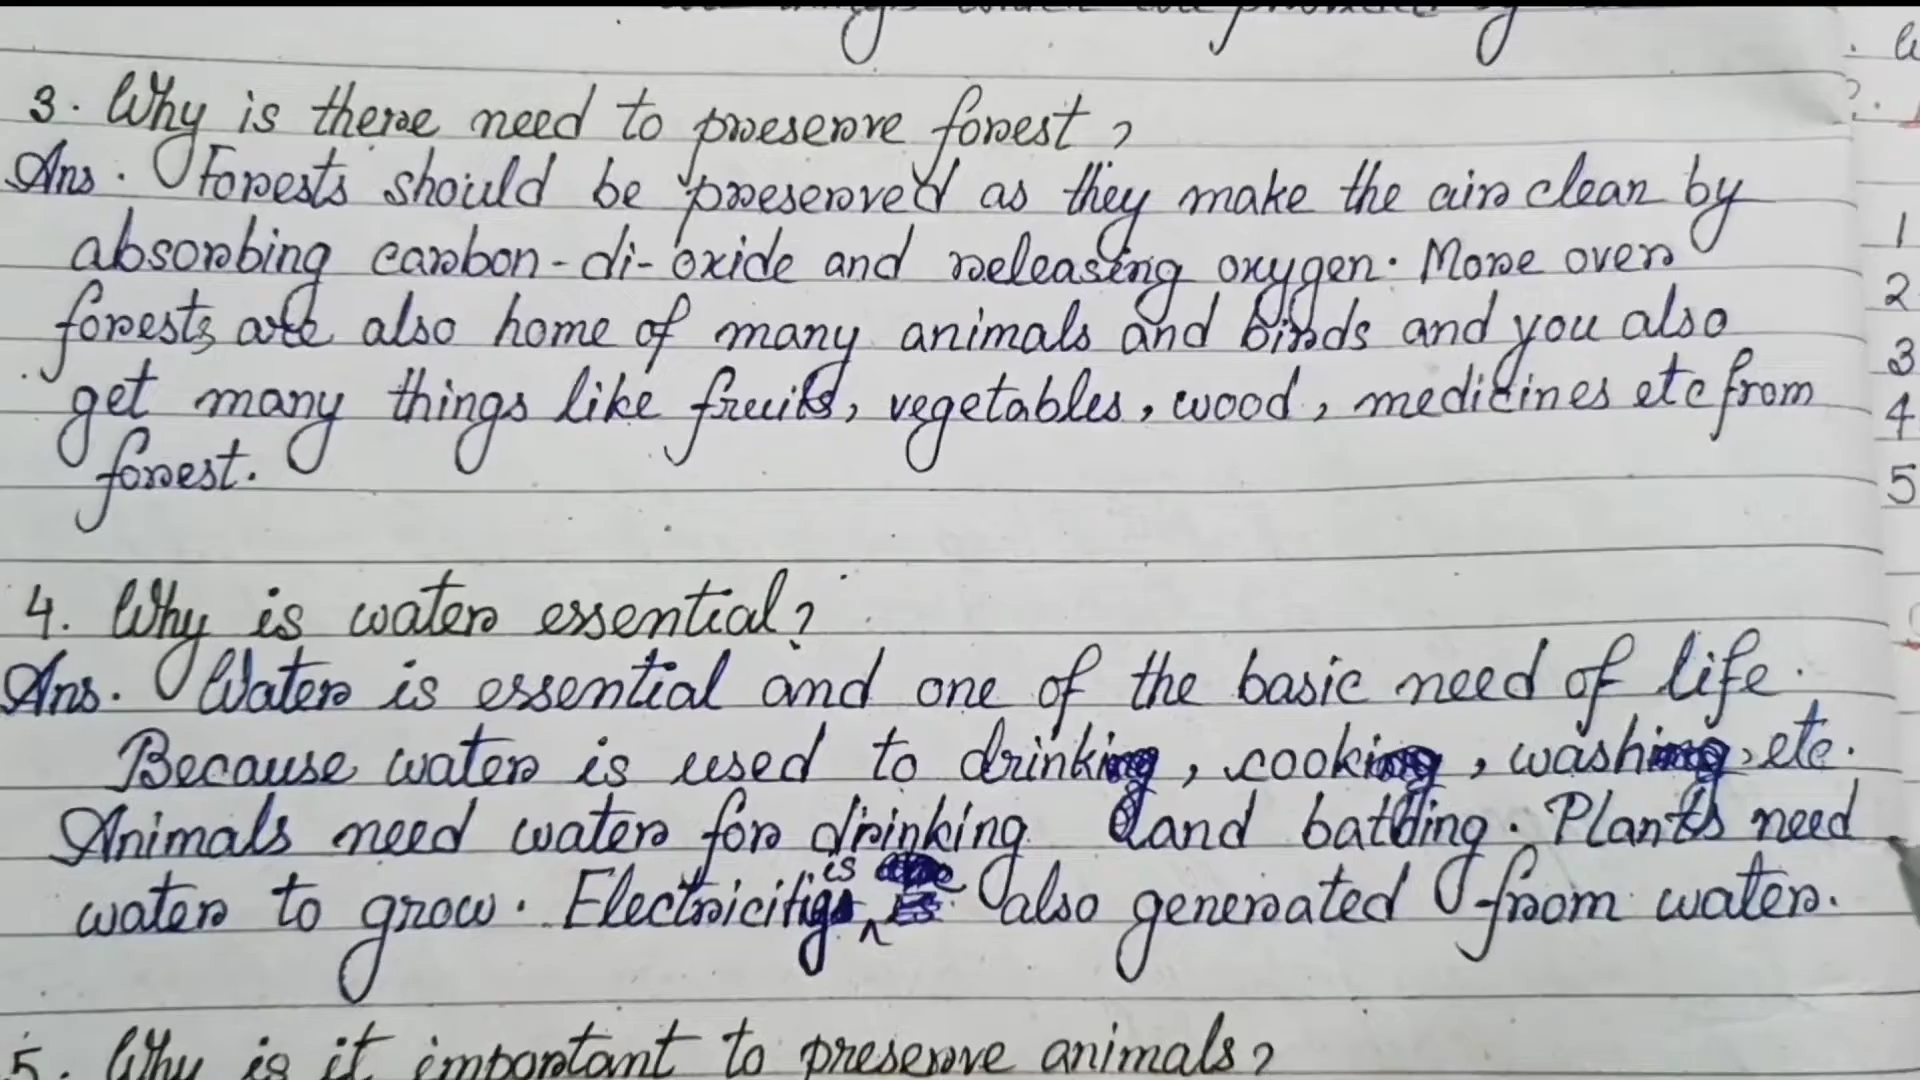 3. Why is there need to preserve forest?
Ans. Forests should be preserved as they make the air clean by
absorbing carbon-di-oxide and releasing oxygen. More over
forests are also home of many animals and birds and you also
get many things like fruits, vegetables, wood, medicines etc from
forest.
4. Why is water essential?
Ans. Water is essential and one of the basic need of life.
Because water is used to drinking, cooking, washing, etc.
Animals need water for drinking and bathing. Plants need
water to grow. Electricity is also generated from water.
5. Why is it important to preserve animals?
1
2
3
4
5